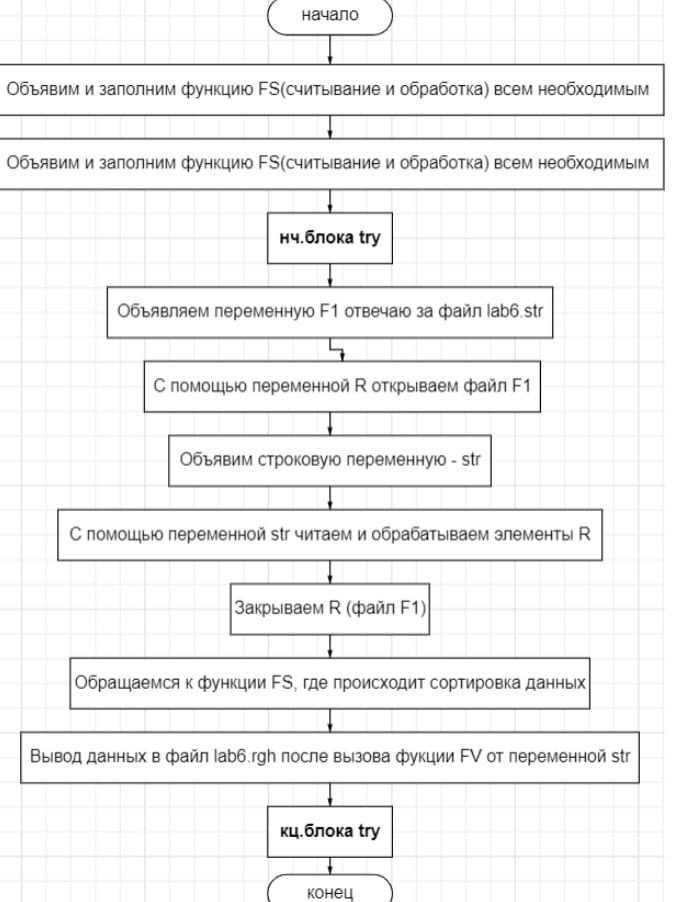 начало
Объявим и заполним функцию FS(считывание и обработка) всем необходимым
Объявим и заполним функцию FS(считывание и обработка) всем необходимым
нч.блока try
Объявляем переменную F1 отвечаю за файл lab6.str
С помощью переменной R открываем файл F1
Объявим строковую переменную - str
С помощью переменной str читаем и обрабатываем элементы R
Закрываем R (файл F1)
Обращаемся к функции FS, где происходит сортировка данных
Вывод данных в файл lab6.rgh после вызова фукции FV от переменной str
кц.блока try
конец